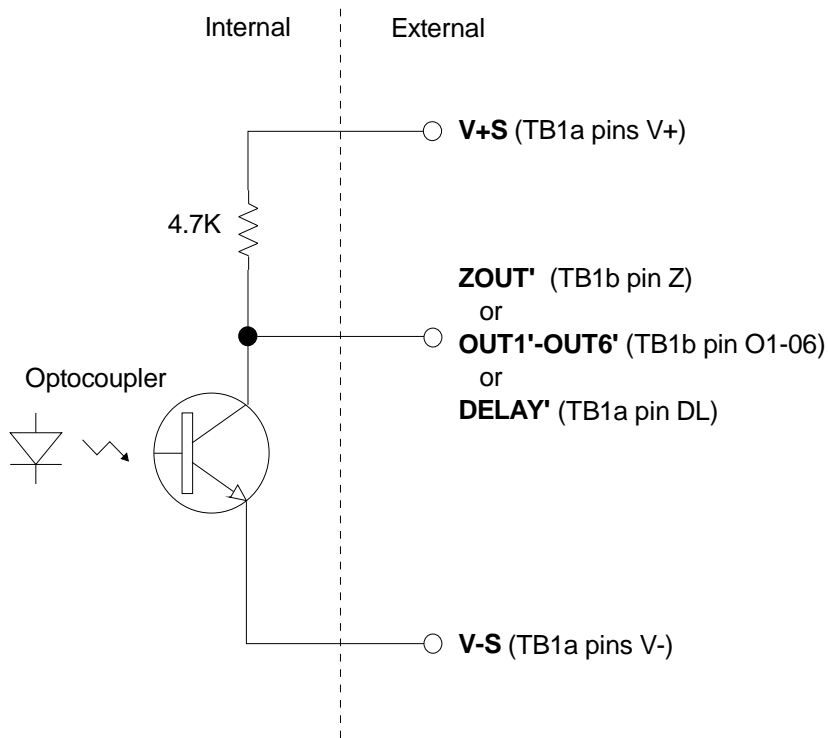 Internal
External
V+S (TB1a pins V+)
4.7K
ZOUT' (TB1b pin Z)
or
OUT1'-OUT6' (TB1b pin O1-06)
or
DELAY' (TB1a pin DL)
Optocoupler
V-S (TB1a pins V-)